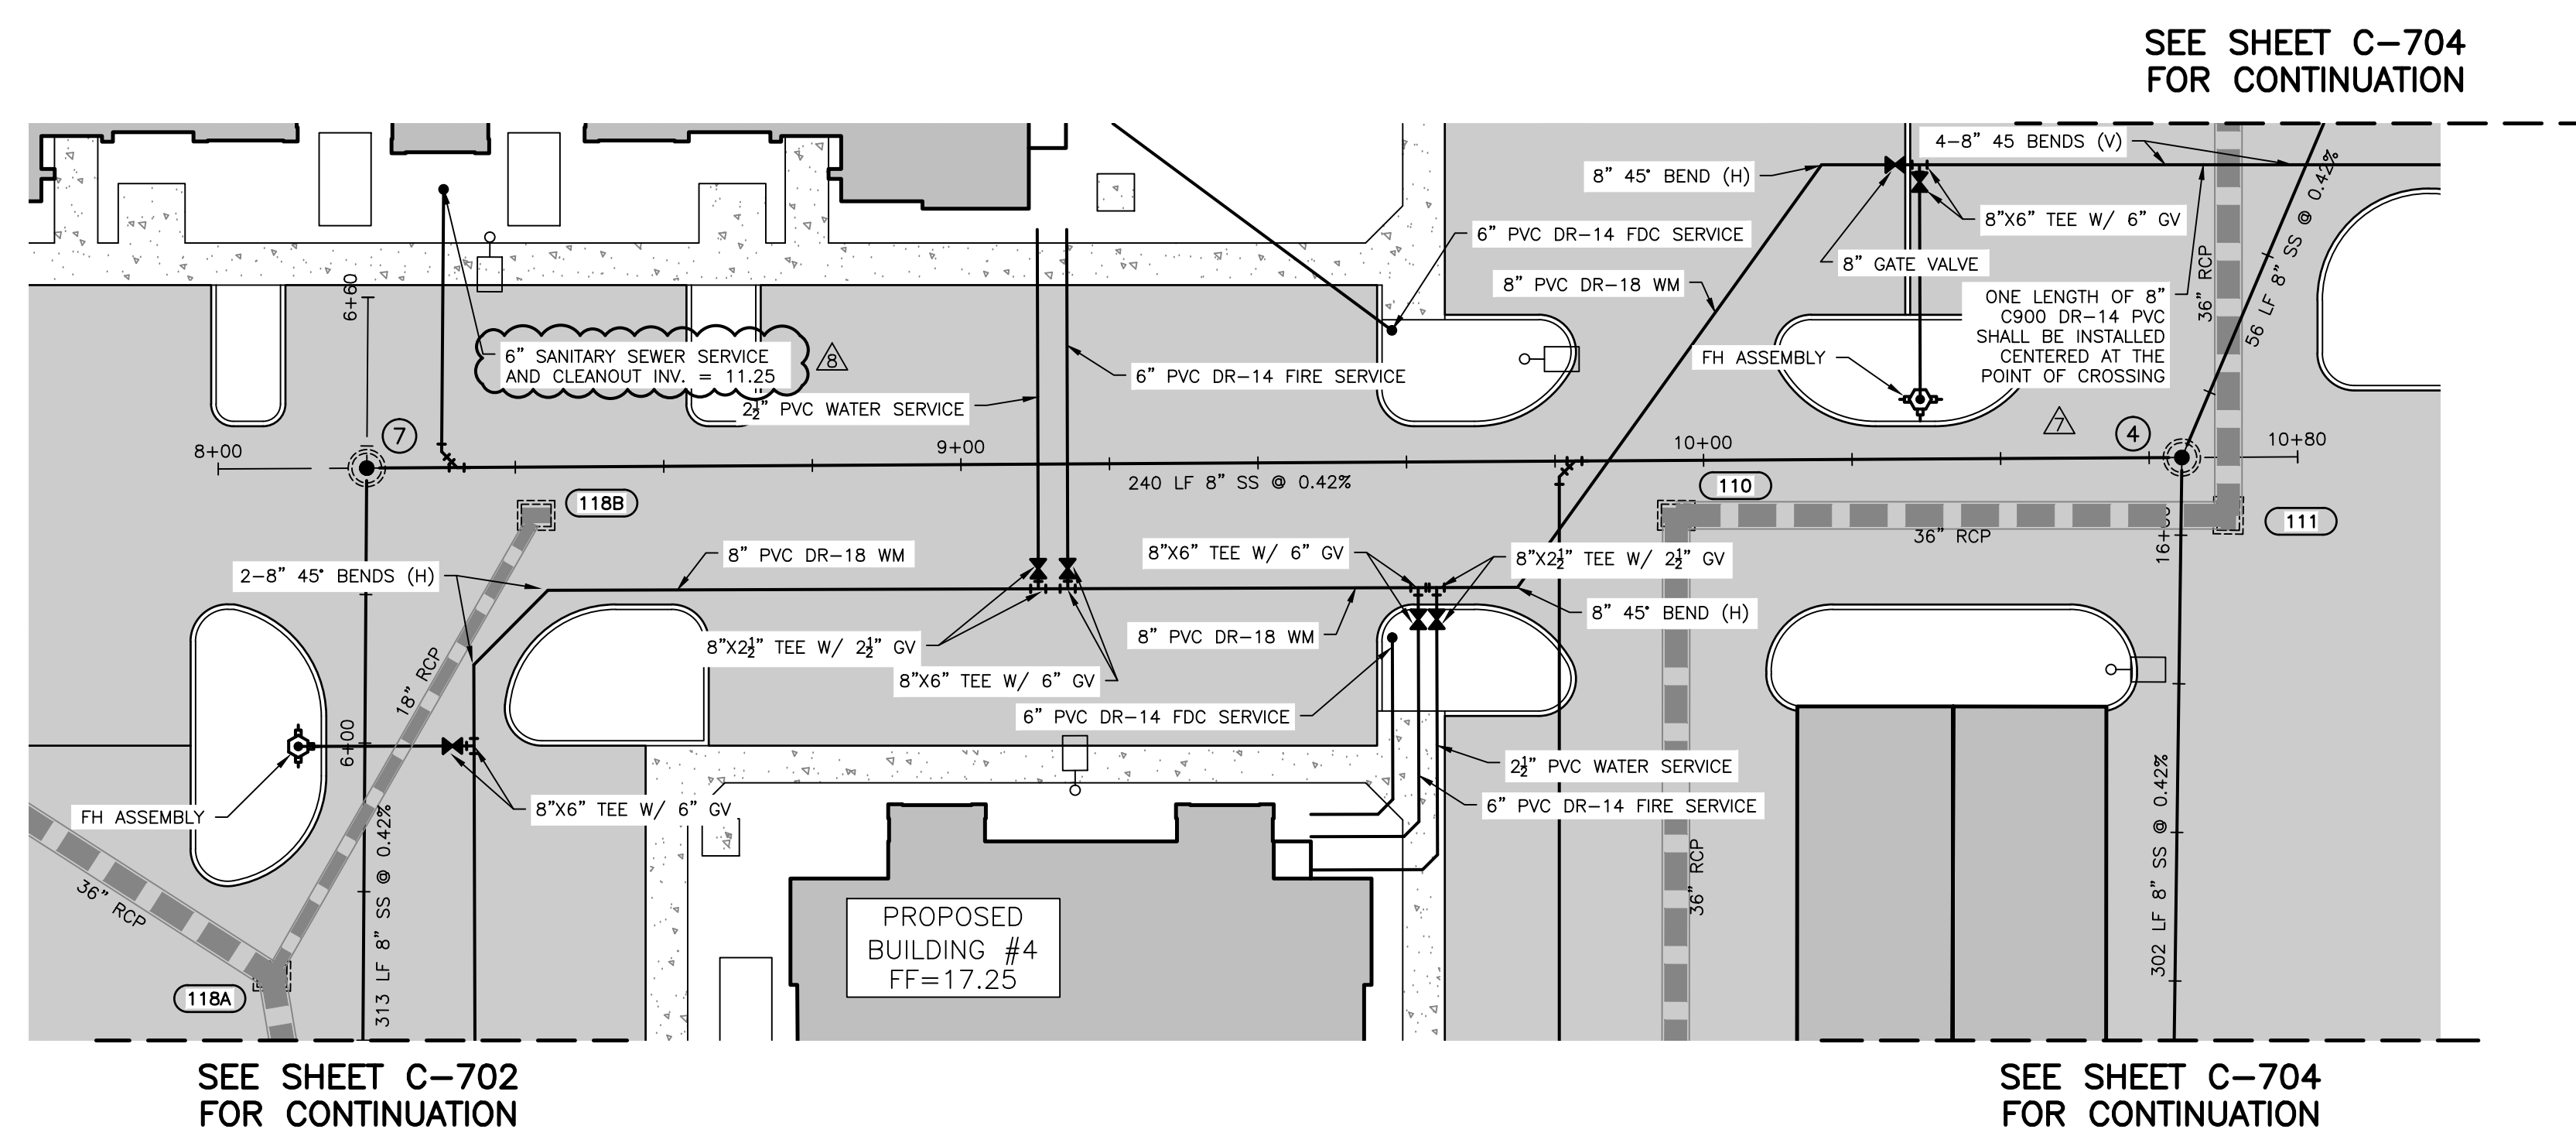 SEE SHEET C-704
FOR CONTINUATION
4-8" 45 BENDS (V)
8" 45° BEND (H)
8"X6" TEE W/ 6" GV
6" PVC DR-14 FDC SERVICE
8" GATE VALVE
8" PVC DR-18 WM
36" RCP
56 LF 8" SS @ 0.42%
ONE LENGTH OF 8"
C900 DR-14 PVC
SHALL BE INSTALLED
CENTERED AT THE
POINT OF CROSSING
6+60
6" SANITARY SEWER SERVICE
AND CLEANOUT INV. = 11.25
8
6" PVC DR-14 FIRE SERVICE
FH ASSEMBLY
2½" PVC WATER SERVICE
7
7
4
8+00
9+00
10+00
10+80
240 LF 8" SS @ 0.42%
110
118B
111
36" RCP
8" PVC DR-18 WM
8"X6" TEE W/ 6" GV
8"X2½" TEE W/ 2½" GV
2-8" 45° BENDS (H)
8" 45° BEND (H)
8" PVC DR-18 WM
8"X2½" TEE W/ 2½" GV
8"X6" TEE W/ 6" GV
18" RCP
6" PVC DR-14 FDC SERVICE
6+00
2½" PVC WATER SERVICE
6" PVC DR-14 FIRE SERVICE
8"X6" TEE W/ 6" GV
FH ASSEMBLY
36" RCP
313 LF 8" SS @ 0.42%
36" RCP
302 LF 8" SS @ 0.42%
PROPOSED
BUILDING #4
FF=17.25
118A
SEE SHEET C-702
FOR CONTINUATION
SEE SHEET C-704
FOR CONTINUATION